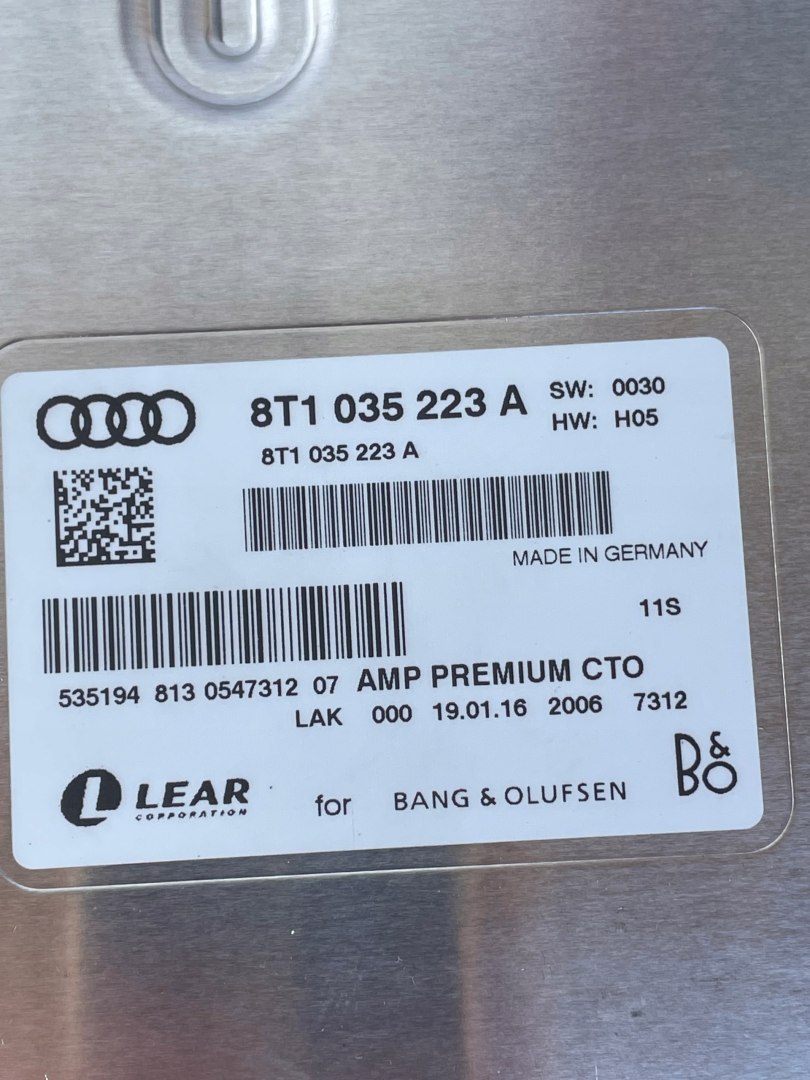 8T1 035 223 A SW: 0030
HW: H05
8T1 035 223 A
MADE IN GERMANY
11S
535194 813 0547312 07 AMP PREMIUM CTO
LAK 000 19.01.16 2006 7312
L LEAR
CORPORATION
for BANG & OLUFSEN
B&O